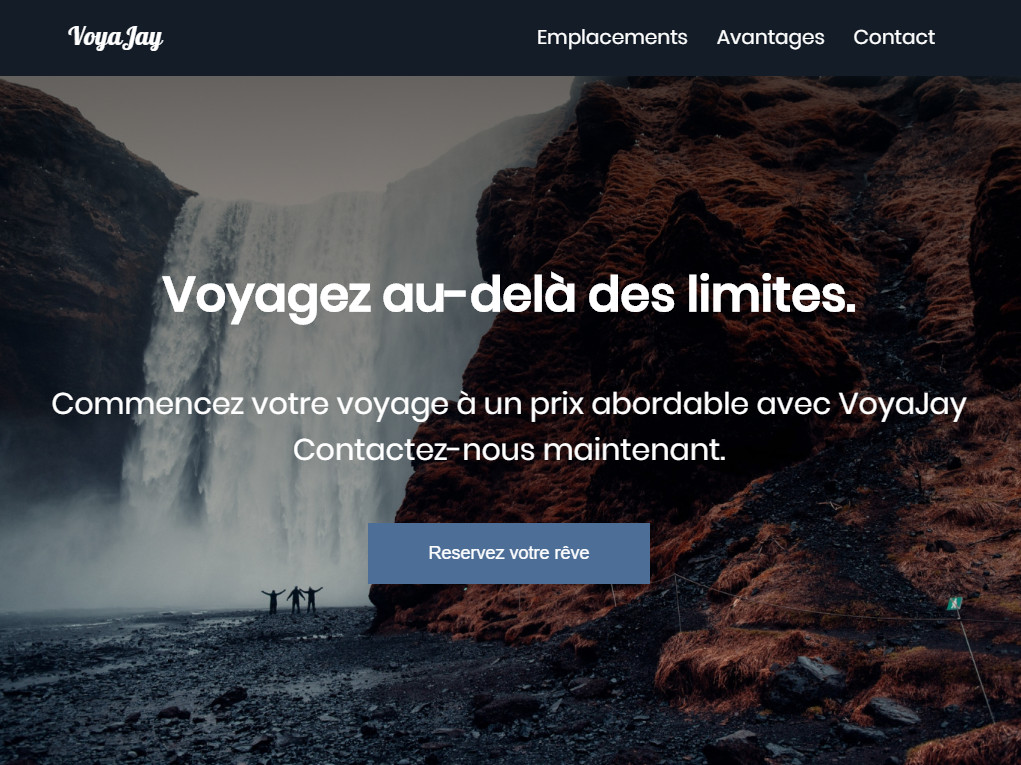 VoyaJay
Emplacements Avantages Contact
Voyagez au-delà des limites.
Commencez votre voyage à un prix abordable avec VoyaJay
Contactez-nous maintenant.
Reservez votre rêve